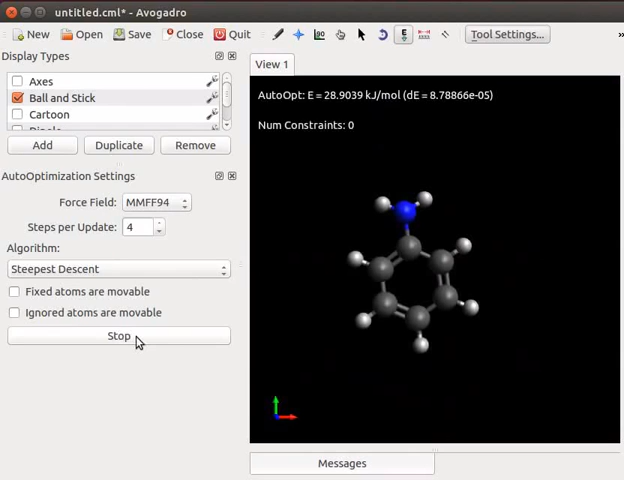 untitled.cml* - Avogadro
New Open Save Close Quit Tool Settings... »
Display Types
Axes
Ball and Stick
Cartoon
Add Duplicate Remove
AutoOptimization Settings
Force Field: MMFF94
Steps per Update: 4
Algorithm:
Steepest Descent
Fixed atoms are movable
Ignored atoms are movable
Stop
View 1
AutoOpt: E = 28.9039 kJ/mol (dE = 8.78866e-05)
Num Constraints: 0
Messages